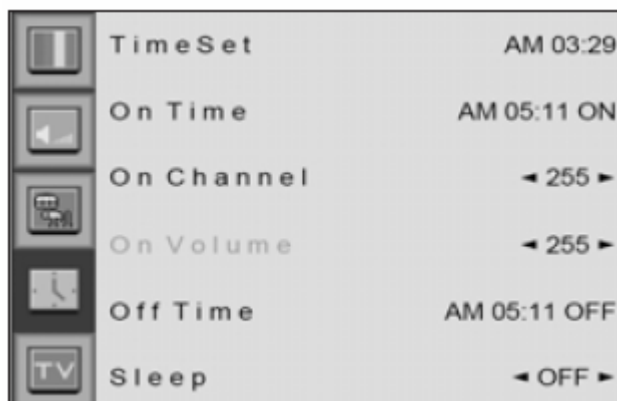 TimeSet AM 03:29
On Time AM 05:11 ON
On Channel ◄ 255 ►
On Volume ◄ 255 ►
Off Time AM 05:11 OFF
TV
Sleep ◄ OFF ►